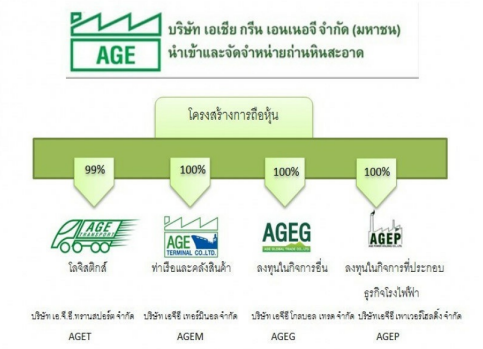 AGE
บริษัท เอเชีย กรีน เอนเนอจี จำกัด (มหาชน)
นำเข้าและจัดจำหน่ายถ่านหินสะอาด
โครงสร้างการถือหุ้น
99% 100% 100% 100%
AGE
TRANSPORT
AGE
TERMINAL CO.,LTD.
AGEG
AGE GLOBAL TRADE CO., LTD.
AGEP
โลจิสติกส์ ท่าเรือและคลังสินค้า ลงทุนในกิจการอื่น ลงทุนในกิจการที่ประกอบ
ธุรกิจโรงไฟฟ้า
บริษัท เอ.จี.อี.ทรานสปอร์ต จำกัด บริษัท เอจีอี เทอร์มินอล จำกัด บริษัท เอจีอี โกลบอล เทรด จำกัด บริษัทเอจีอี เพาเวอร์โฮลดิ้ง จำกัด
AGET AGEM AGEG AGEP